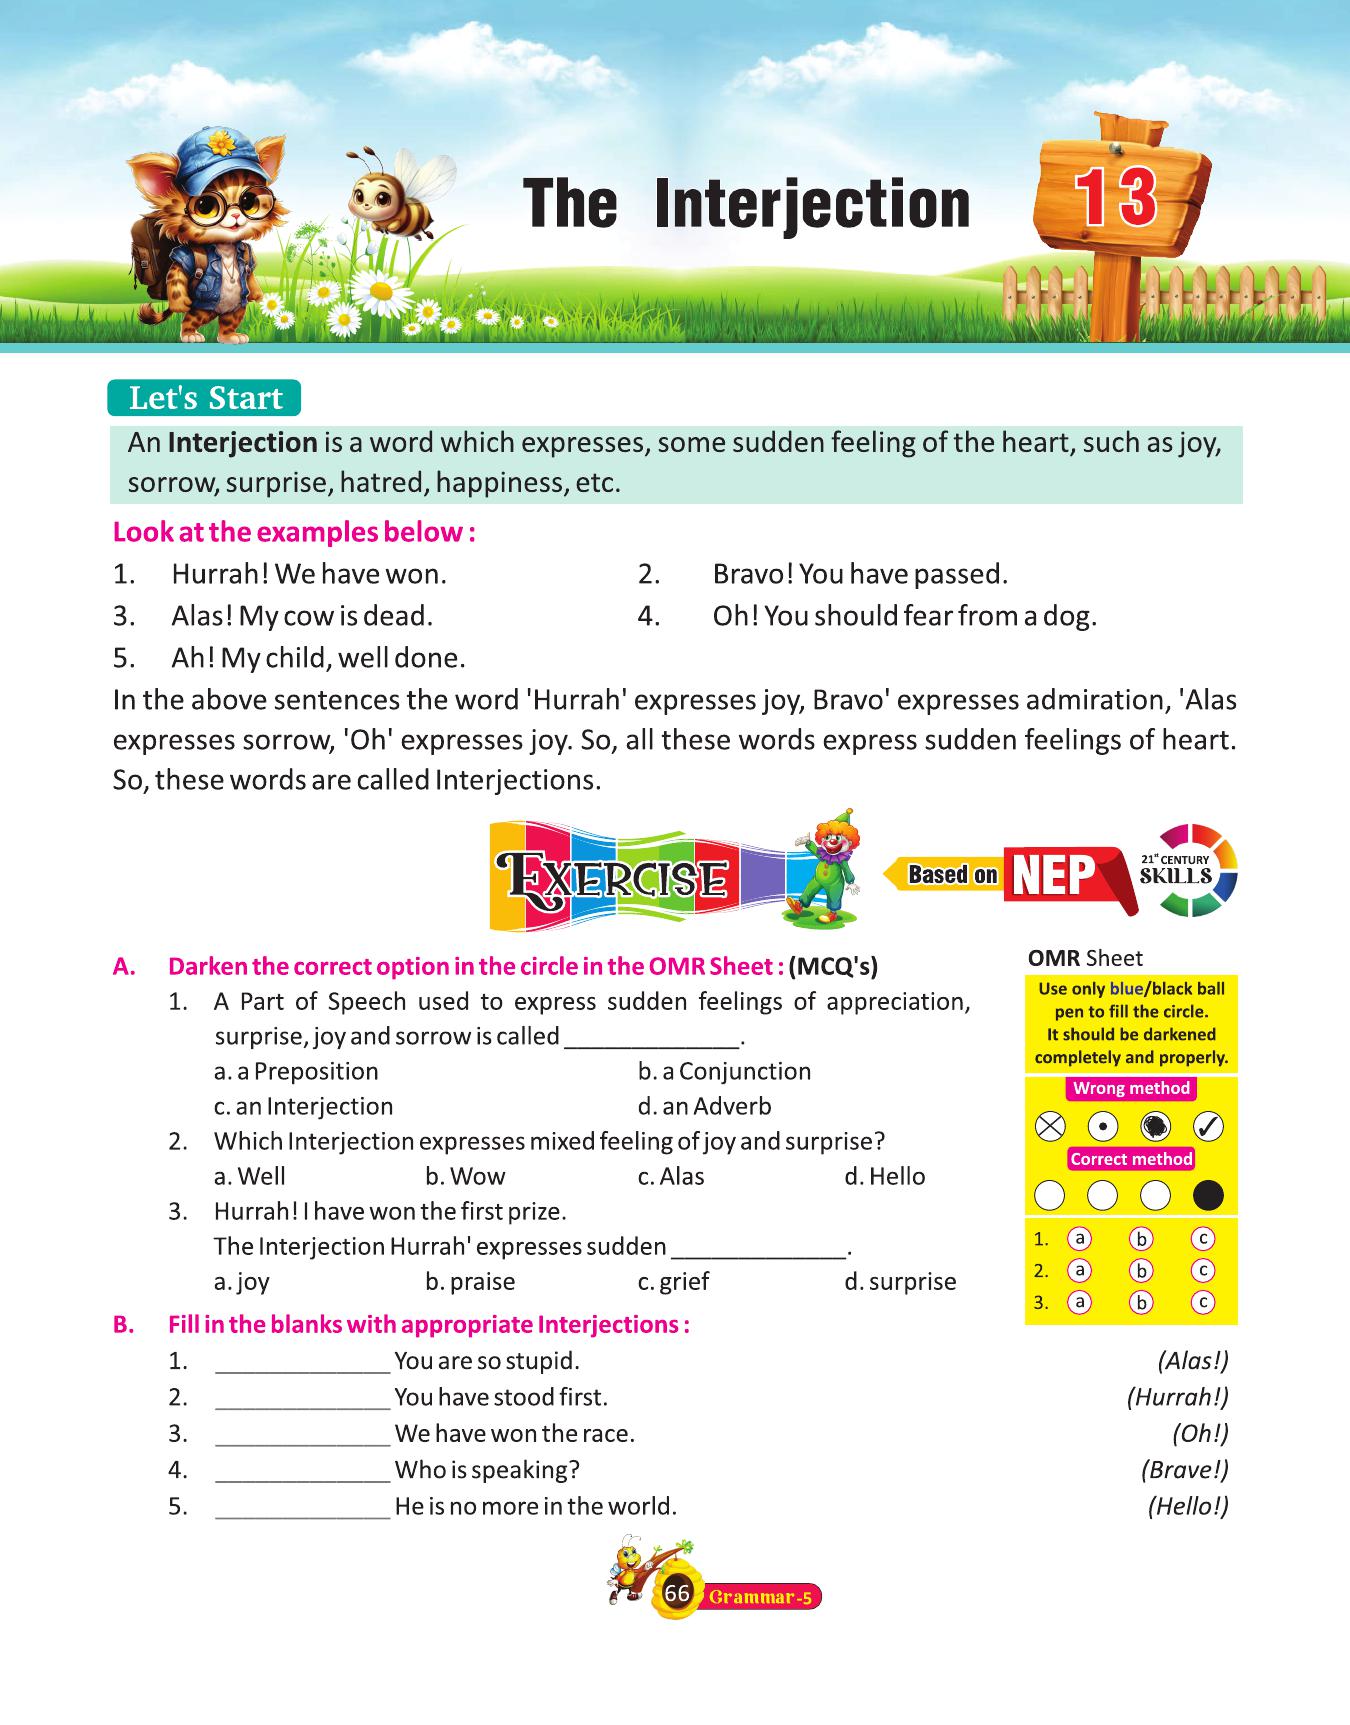 The Interjection
13
Let's Start
An Interjection is a word which expresses, some sudden feeling of the heart, such as joy,
sorrow, surprise, hatred, happiness, etc.
Look at the examples below :
1. Hurrah! We have won. 2. Bravo! You have passed.
3. Alas! My cow is dead. 4. Oh! You should fear from a dog.
5. Ah! My child, well done.
In the above sentences the word 'Hurrah' expresses joy, Bravo' expresses admiration, 'Alas
expresses sorrow, 'Oh' expresses joy. So, all these words express sudden feelings of heart.
So, these words are called Interjections.
EXERCISE
Based on NEP
21st CENTURY
SKILLS
A. Darken the correct option in the circle in the OMR Sheet : (MCQ's)
1. A Part of Speech used to express sudden feelings of appreciation,
surprise, joy and sorrow is called _____________.
a. a Preposition b. a Conjunction
c. an Interjection d. an Adverb
2. Which Interjection expresses mixed feeling of joy and surprise?
a. Well b. Wow c. Alas d. Hello
3. Hurrah! I have won the first prize.
The Interjection Hurrah' expresses sudden _____________.
a. joy b. praise c. grief d. surprise
OMR Sheet
Use only blue/black ball
pen to fill the circle.
It should be darkened
completely and properly.
Wrong method
Correct method
1. a b c
2. a b c
3. a b c
B. Fill in the blanks with appropriate Interjections :
1. _____________ You are so stupid. (Alas!)
2. _____________ You have stood first. (Hurrah!)
3. _____________ We have won the race. (Oh!)
4. _____________ Who is speaking? (Brave!)
5. _____________ He is no more in the world. (Hello!)
66 Grammar-5